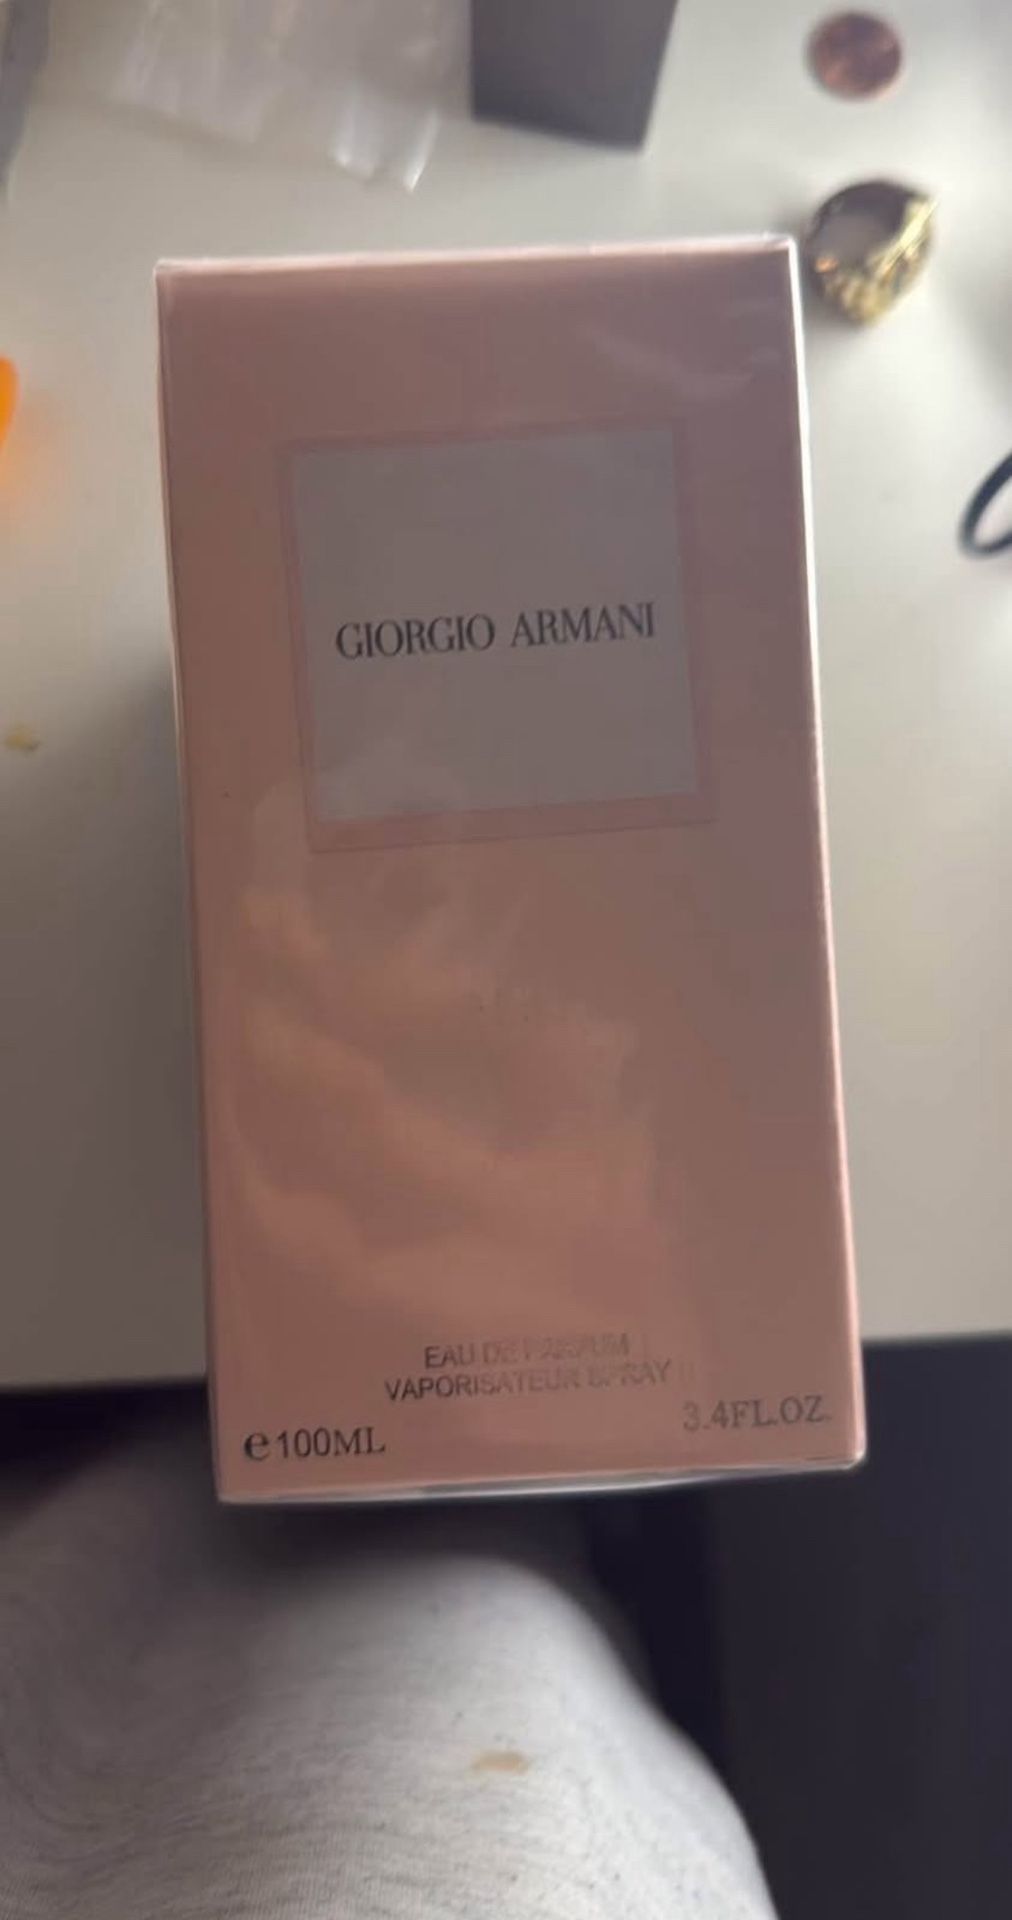 GIORGIO ARMANI
EAU DE PARFUM
VAPORISATEUR SPRAY
℮100ML
3.4FL.OZ.